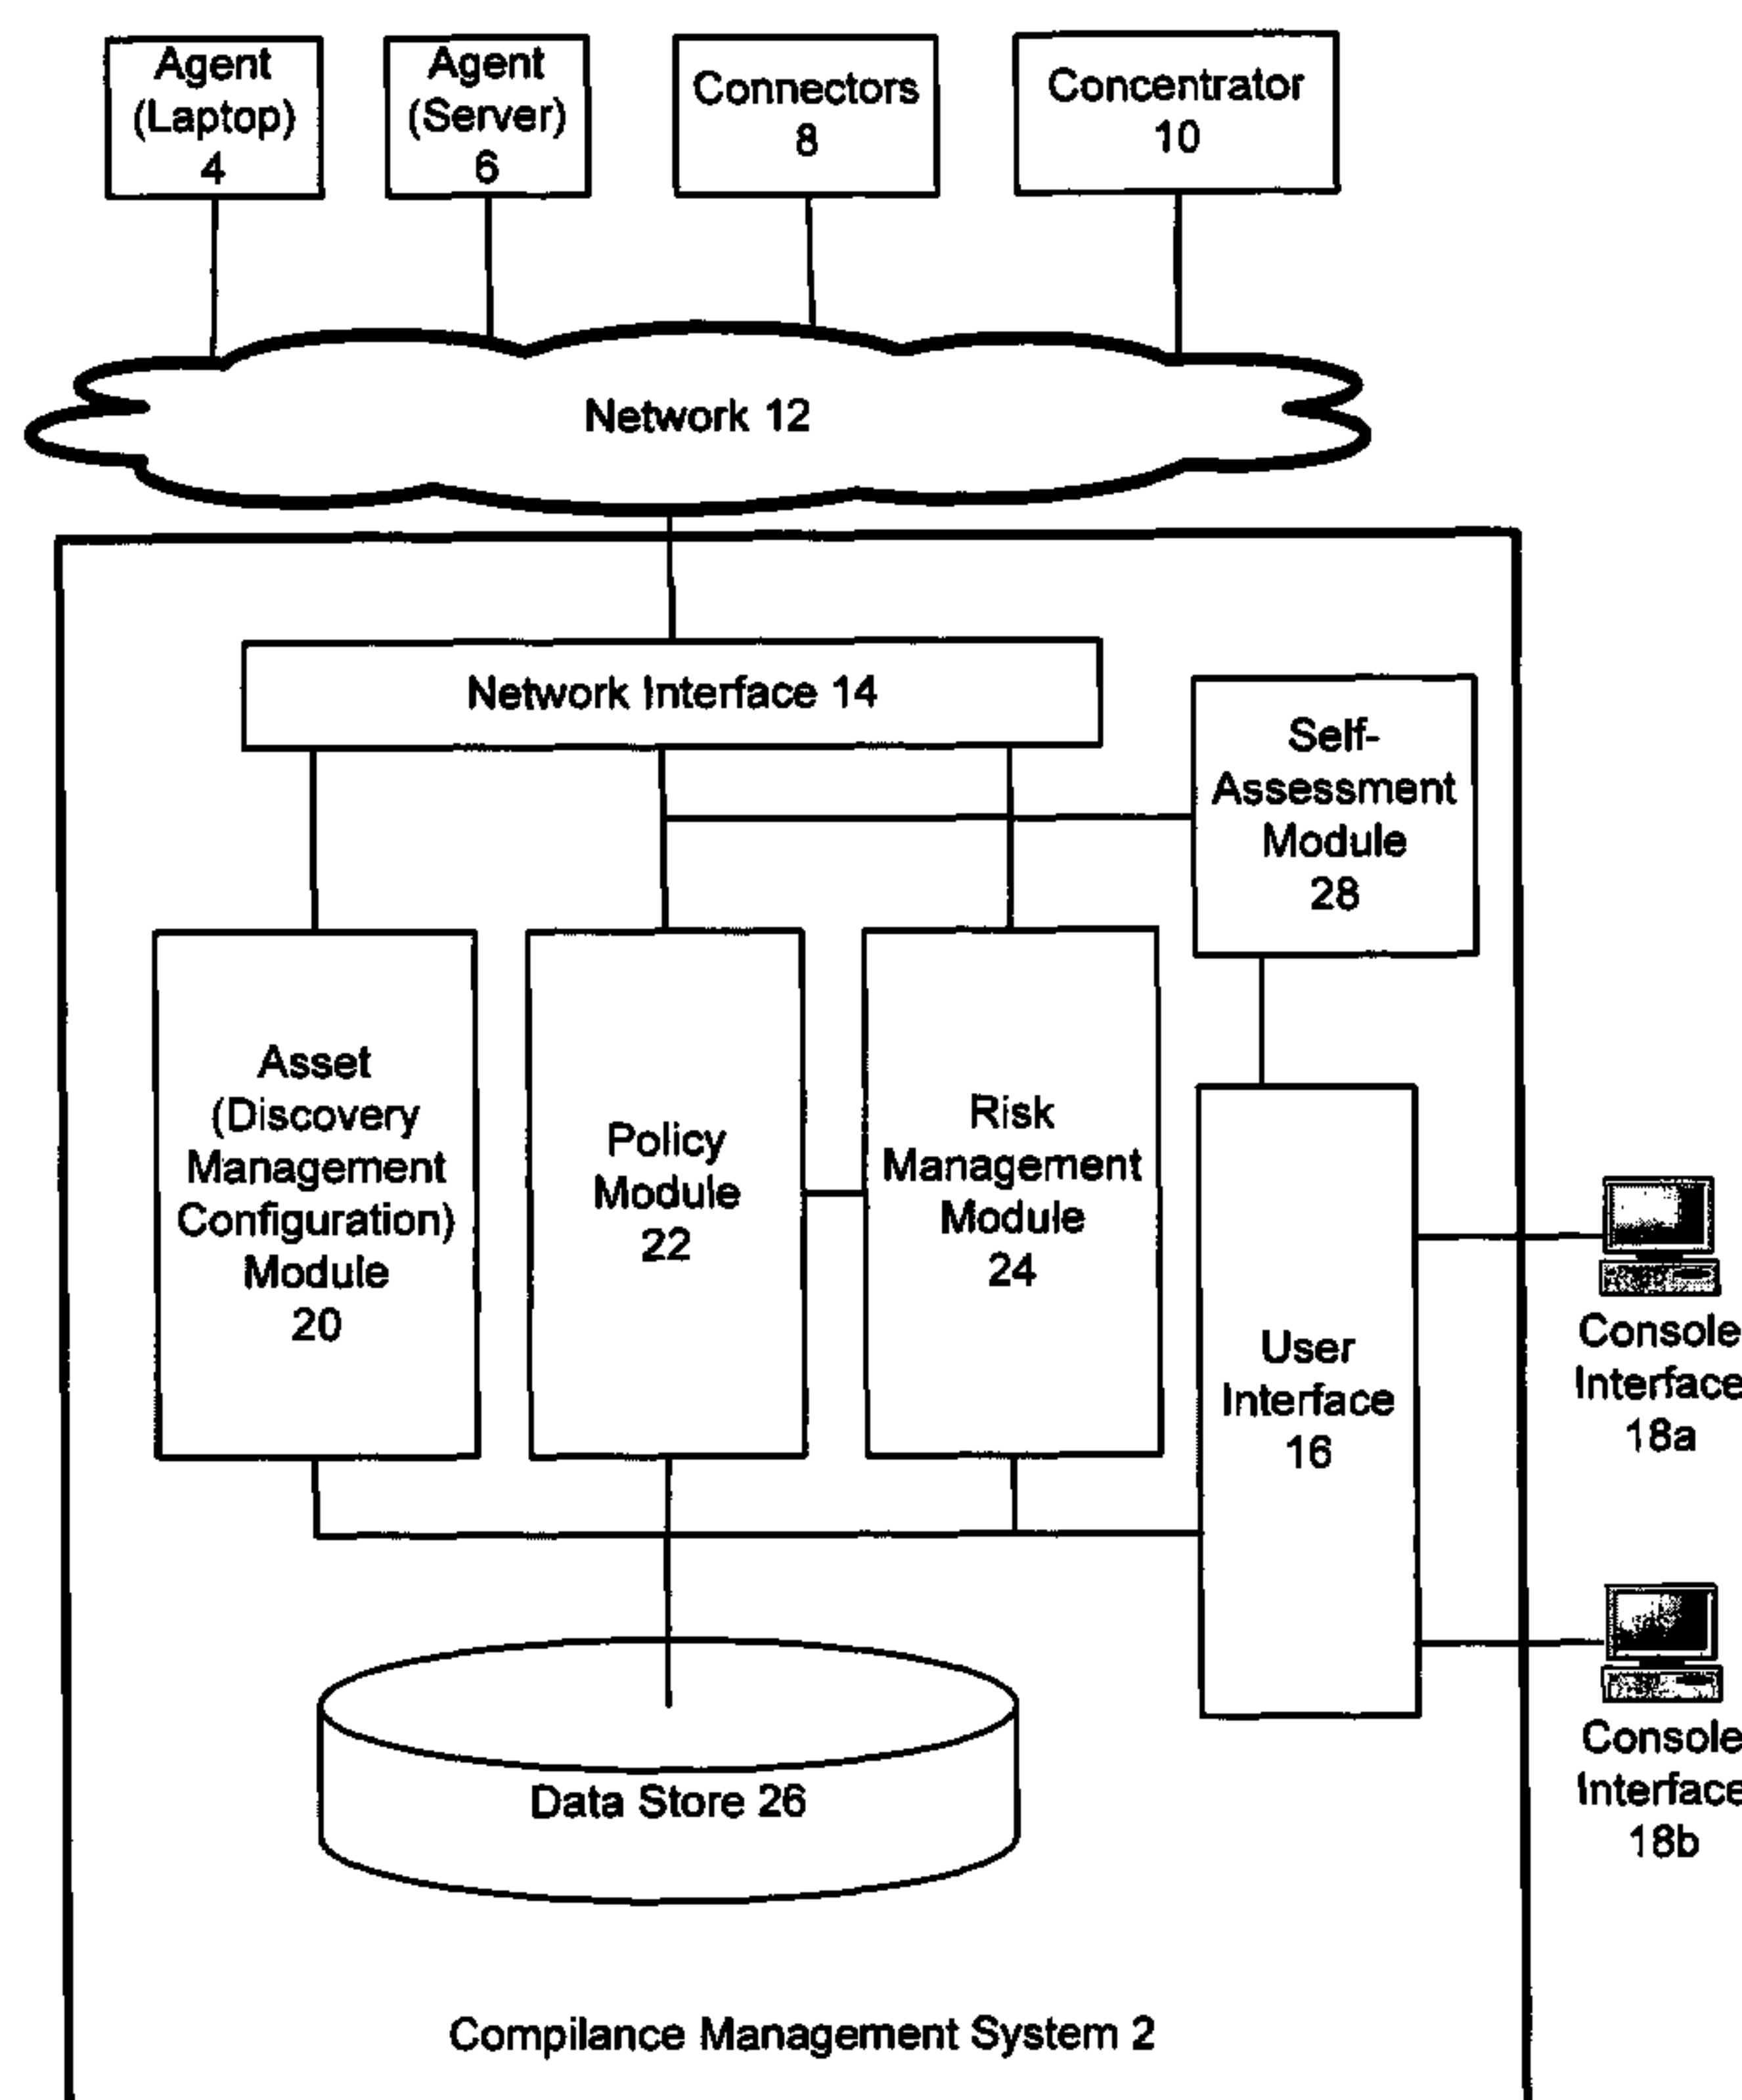 Agent
(Laptop)
4
Agent
(Server)
6
Connectors
8
Concentrator
10
Network 12
Network Interface 14
Self-
Assessment
Module
28
Asset
(Discovery
Management
Configuration)
Module
20
Policy
Module
22
Risk
Management
Module
24
User
Interface
16
Console
Interface
18a
Console
Interface
18b
Data Store 26
Compilance Management System 2